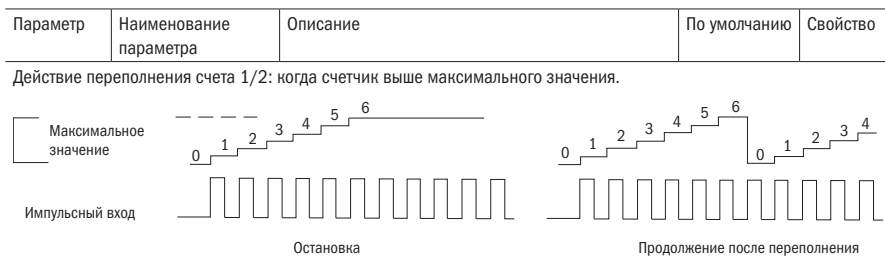 Параметр Наименование параметра Описание По умолчанию Свойство
Действие переполнения счета 1/2: когда счетчик выше максимального значения.
Максимальное значение
0 1 2 3 4 5 6
0 1 2 3 4 5 6 0 1 2 3 4
Импульсный вход
Остановка
Продолжение после переполнения